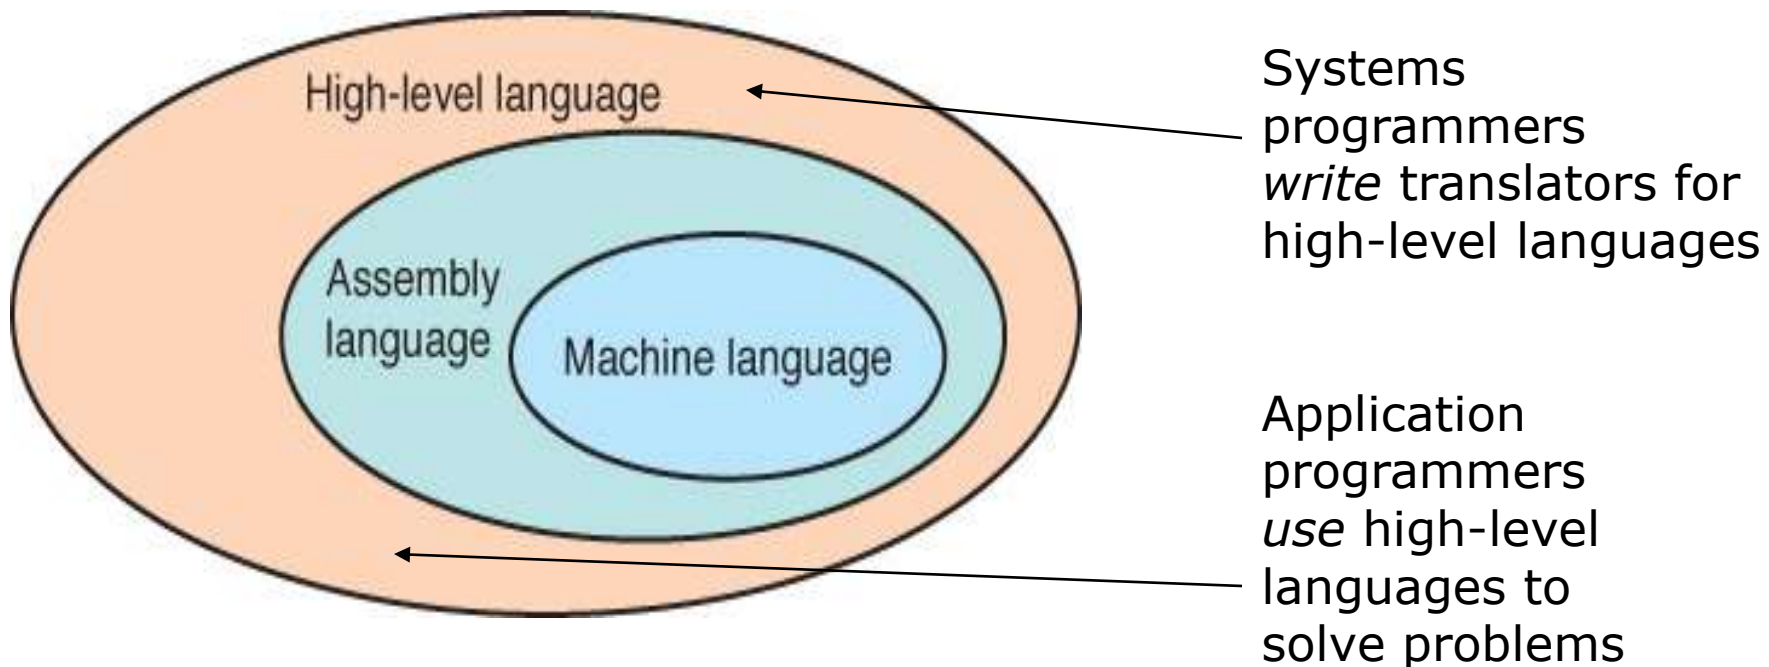 High-level language
Assembly
language
Machine language
Systems
programmers
write translators for
high-level languages
Application
programmers
use high-level
languages to
solve problems